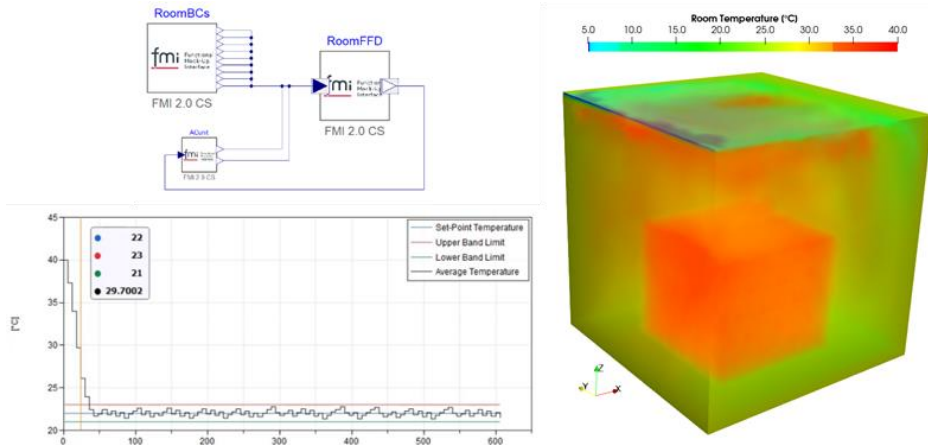 RoomBCs
fmi
Functional
Mock-Up
Interface
FMI 2.0 CS
RoomFFD
fmi
Functional
Mock-Up
Interface
FMI 2.0 CS
ACunit
fmi
FMI 2.0 CS
Room Temperature (°C)
5.0 10.0 15.0 20.0 25.0 30.0 35.0 40.0
Z
Y
X
45
40
35
30
25
20
[°C]
22
23
21
29.7002
Set-Point Temperature
Upper Band Limit
Lower Band Limit
Average Temperature
0 100 200 300 400 500 600